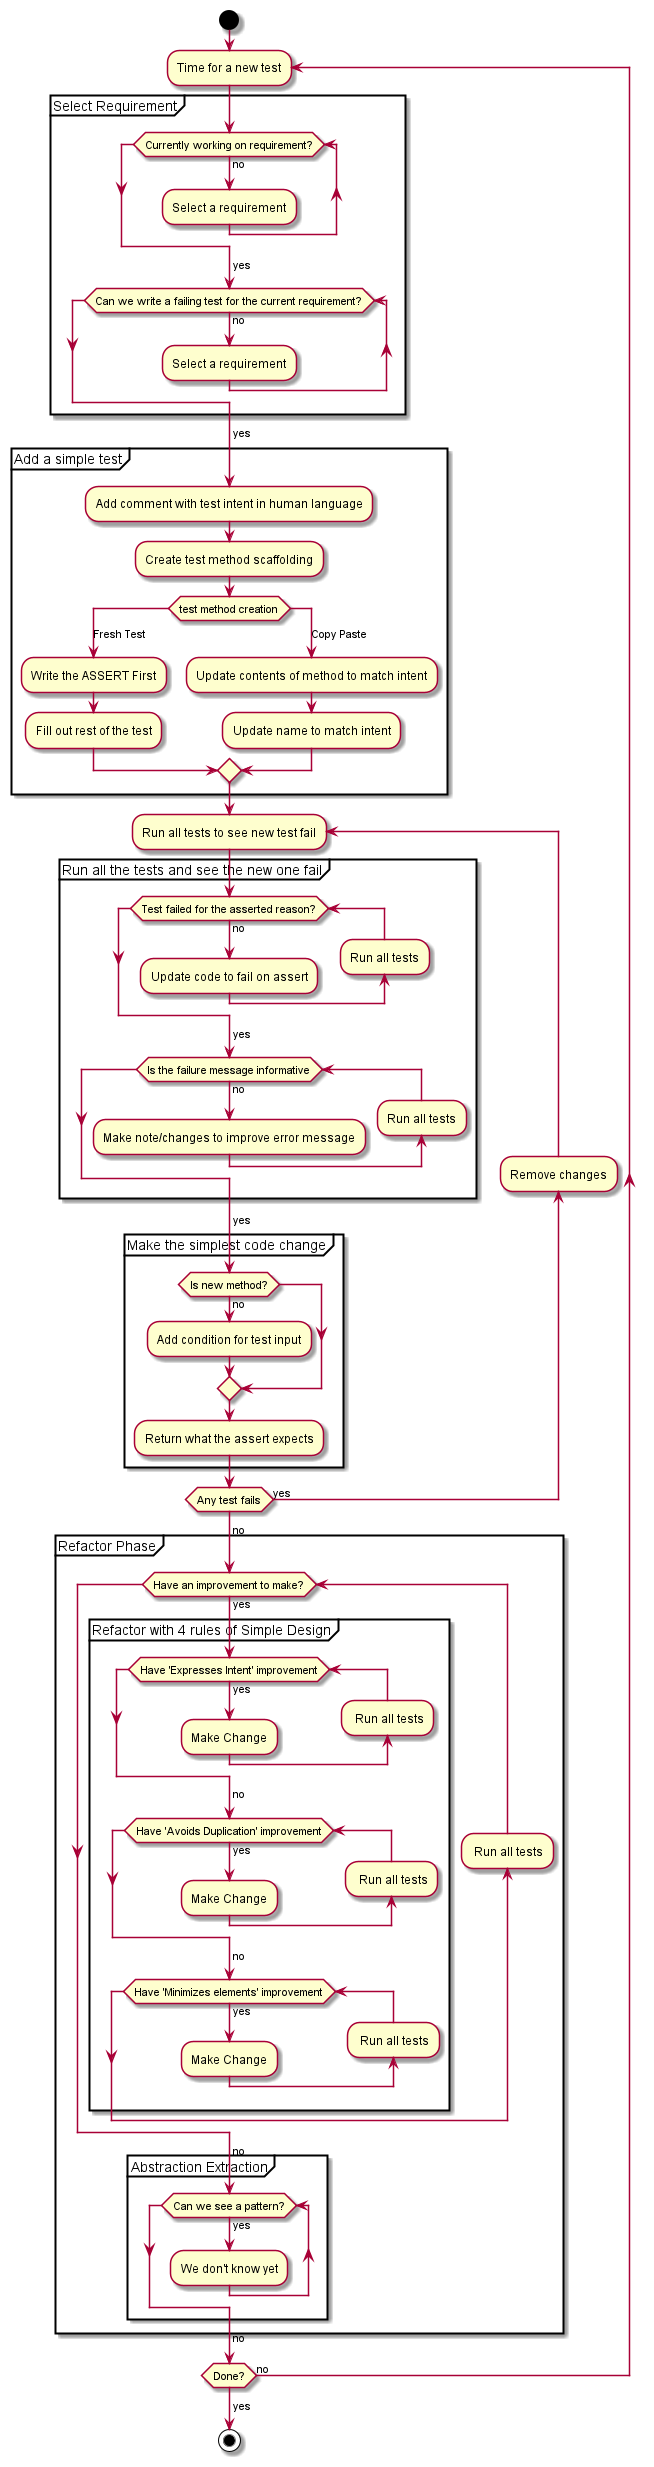 Time for a new test
Select Requirement
Currently working on requirement?
no
Select a requirement
yes
Can we write a failing test for the current requirement?
no
Select a requirement
yes
Add a simple test
Add comment with test intent in human language
Create test method scaffolding
test method creation
Fresh Test
Copy Paste
Write the ASSERT First
Update contents of method to match intent
Fill out rest of the test
Update name to match intent
Run all tests to see new test fail
Run all the tests and see the new one fail
Test failed for the asserted reason?
no
Run all tests
Update code to fail on assert
yes
Is the failure message informative
no
Run all tests
Make note/changes to improve error message
Remove changes
yes
Make the simplest code change
Is new method?
no
Add condition for test input
Return what the assert expects
Any test fails
yes
no
Refactor Phase
Have an improvement to make?
yes
Refactor with 4 rules of Simple Design
Have 'Expresses Intent' improvement
yes
Run all tests
Make Change
no
Have 'Avoids Duplication' improvement
yes
Run all tests
Run all tests
Make Change
no
Have 'Minimizes elements' improvement
yes
Run all tests
Make Change
no
Abstraction Extraction
Can we see a pattern?
yes
We don't know yet
no
Done?
no
yes